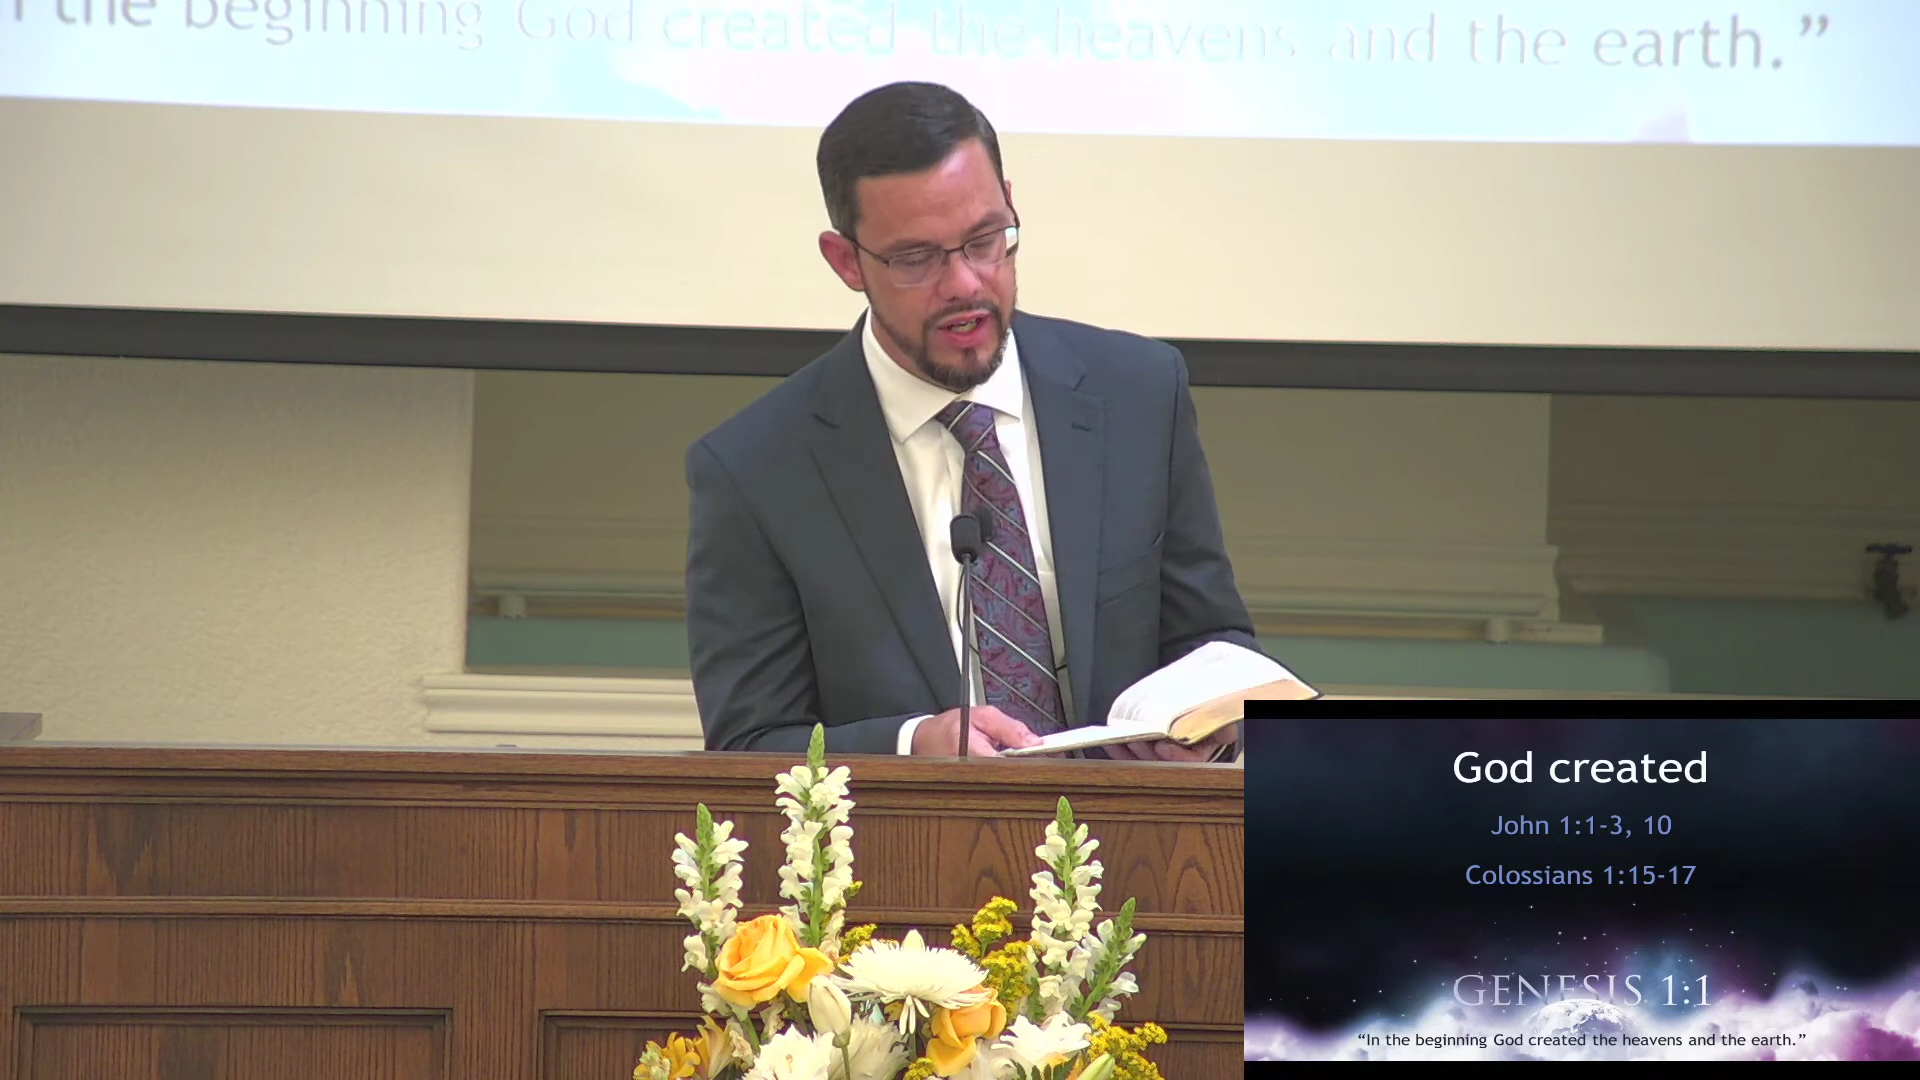 the beginning God created the heavens and the earth.”
God created
John 1:1-3, 10
Colossians 1:15-17
GENESIS 1:1
“In the beginning God created the heavens and the earth.”